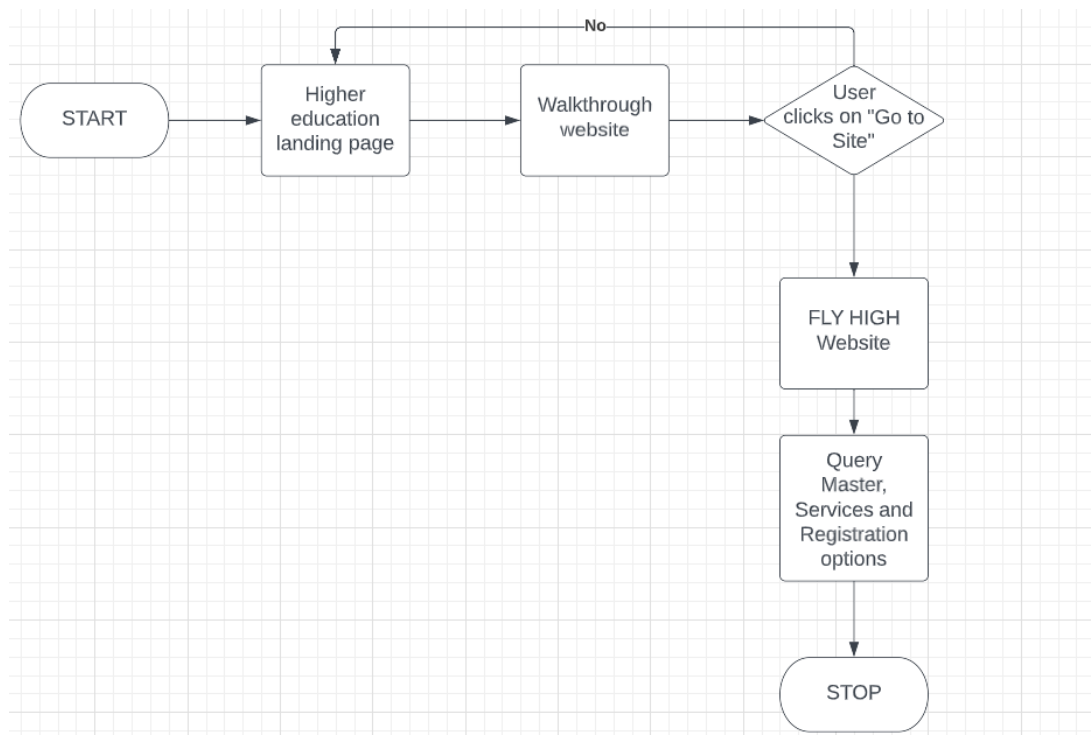 No
START
Higher
education
landing page
Walkthrough
website
User
clicks on "Go to
Site"
FLY HIGH
Website
Query
Master,
Services and
Registration
options
STOP